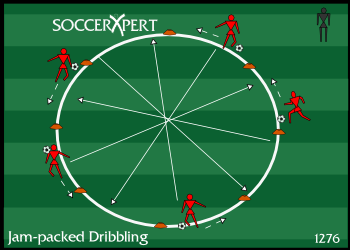 SOCCERXPERT
Jam-packed Dribbling
1276